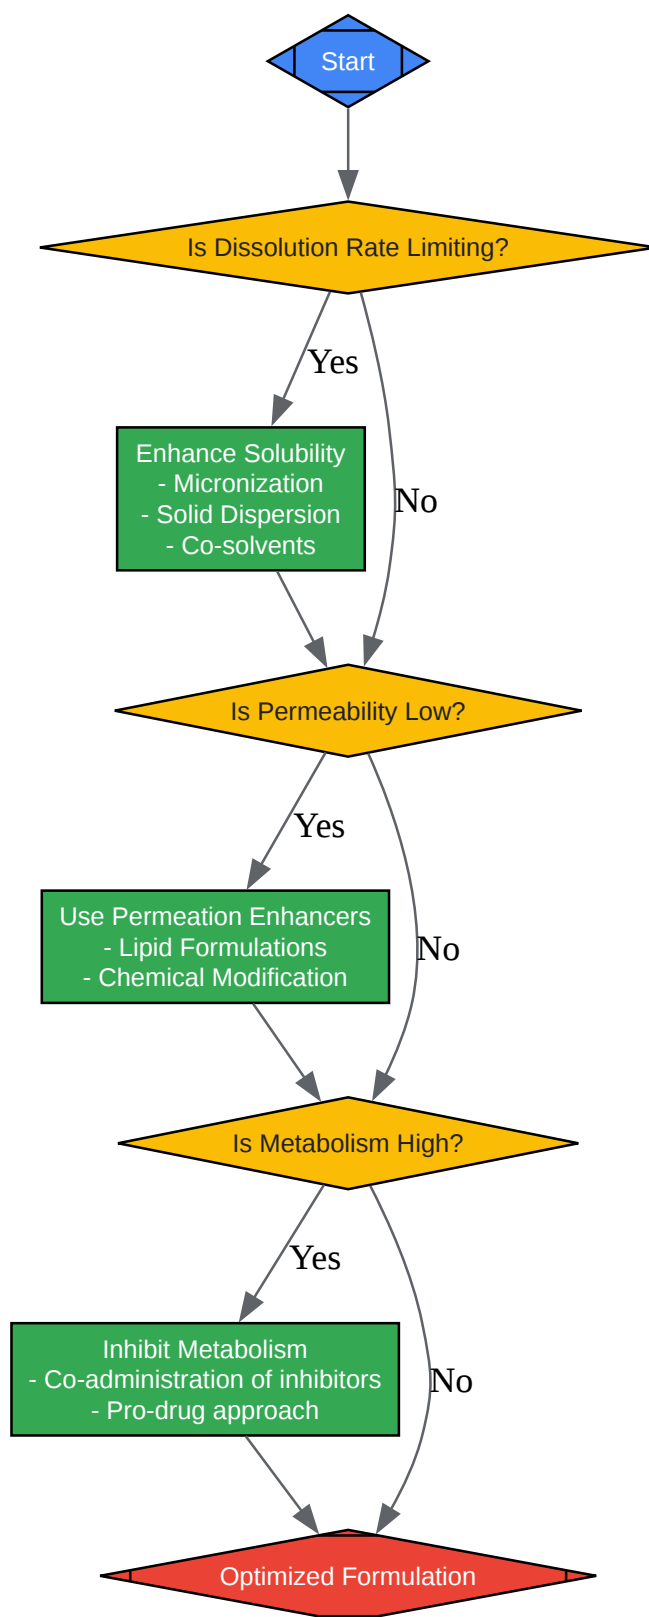 Start
Is Dissolution Rate Limiting?
Yes
Enhance Solubility
- Micronization
- Solid Dispersion
- Co-solvents
No
Is Permeability Low?
Yes
Use Permeation Enhancers
- Lipid Formulations
- Chemical Modification
No
Is Metabolism High?
Yes
Inhibit Metabolism
- Co-administration of inhibitors
- Pro-drug approach
No
Optimized Formulation